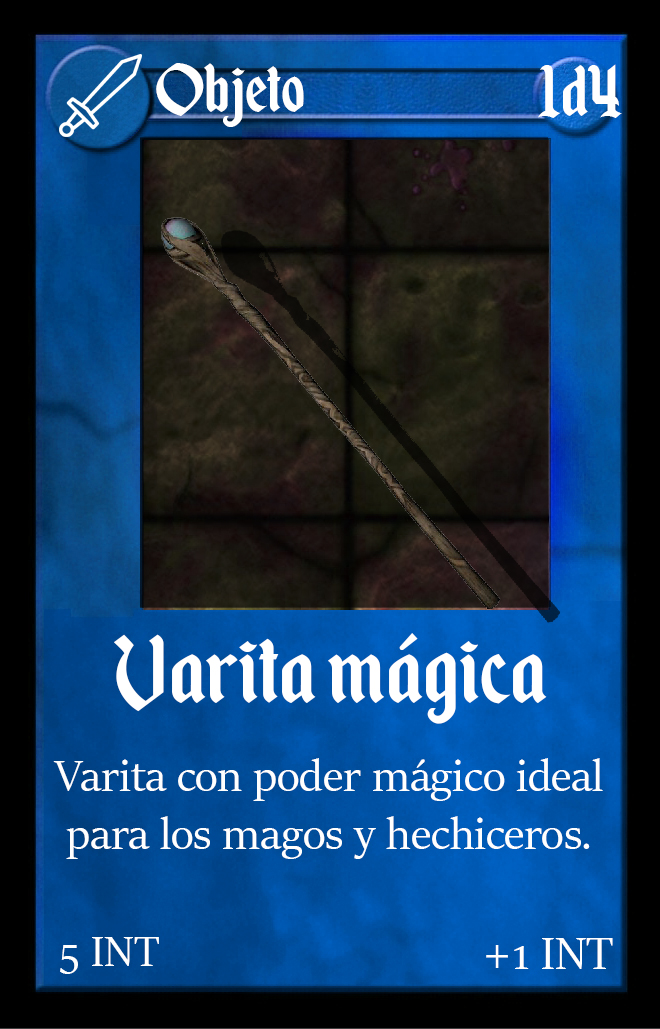 Objeto
1d4
Varita mágica
Varita con poder mágico ideal
para los magos y hechiceros.
5 INT
+1 INT